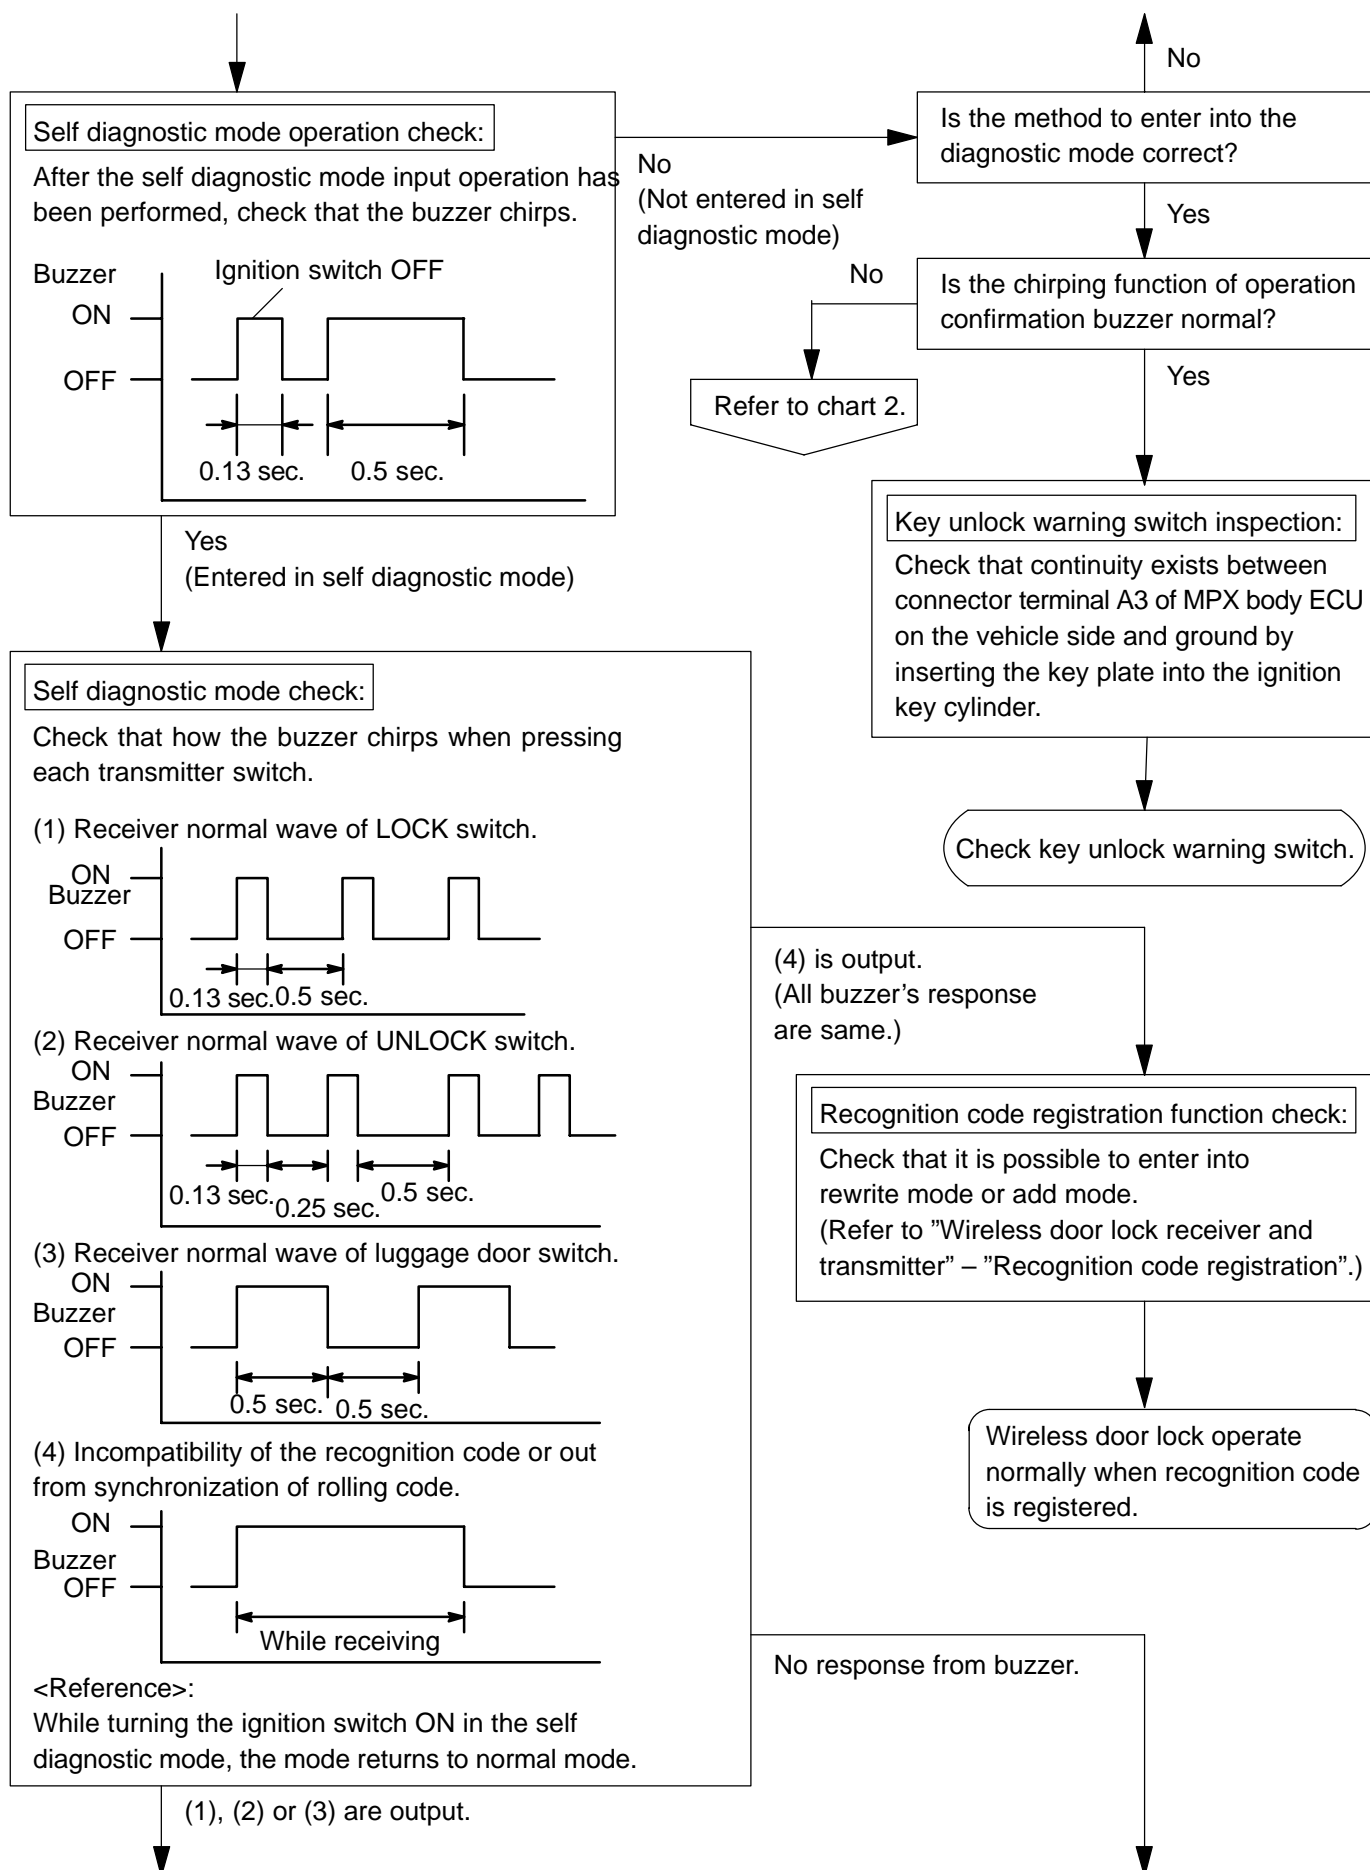 No
Self diagnostic mode operation check:
After the self diagnostic mode input operation has
been performed, check that the buzzer chirps.
Buzzer
Ignition switch OFF
ON
OFF
0.13 sec.
0.5 sec.
No
(Not entered in self
diagnostic mode)
Is the method to enter into the
diagnostic mode correct?
Yes
No
Is the chirping function of operation
confirmation buzzer normal?
Refer to chart 2.
Yes
Key unlock warning switch inspection:
Check that continuity exists between
connector terminal A3 of MPX body ECU
on the vehicle side and ground by
inserting the key plate into the ignition
key cylinder.
Check key unlock warning switch.
Yes
(Entered in self diagnostic mode)
Self diagnostic mode check:
Check that how the buzzer chirps when pressing
each transmitter switch.
(1) Receiver normal wave of LOCK switch.
ON
Buzzer
OFF
0.13 sec.
0.5 sec.
(2) Receiver normal wave of UNLOCK switch.
ON
Buzzer
OFF
0.13 sec.
0.25 sec.
0.5 sec.
(3) Receiver normal wave of luggage door switch.
ON
Buzzer
OFF
0.5 sec.
0.5 sec.
(4) Incompatibility of the recognition code or out
from synchronization of rolling code.
ON
Buzzer
OFF
While receiving
<Reference>:
While turning the ignition switch ON in the self
diagnostic mode, the mode returns to normal mode.
(4) is output.
(All buzzer’s response
are same.)
Recognition code registration function check:
Check that it is possible to enter into
rewrite mode or add mode.
(Refer to ”Wireless door lock receiver and
transmitter” – ”Recognition code registration”.)
Wireless door lock operate
normally when recognition code
is registered.
No response from buzzer.
(1), (2) or (3) are output.